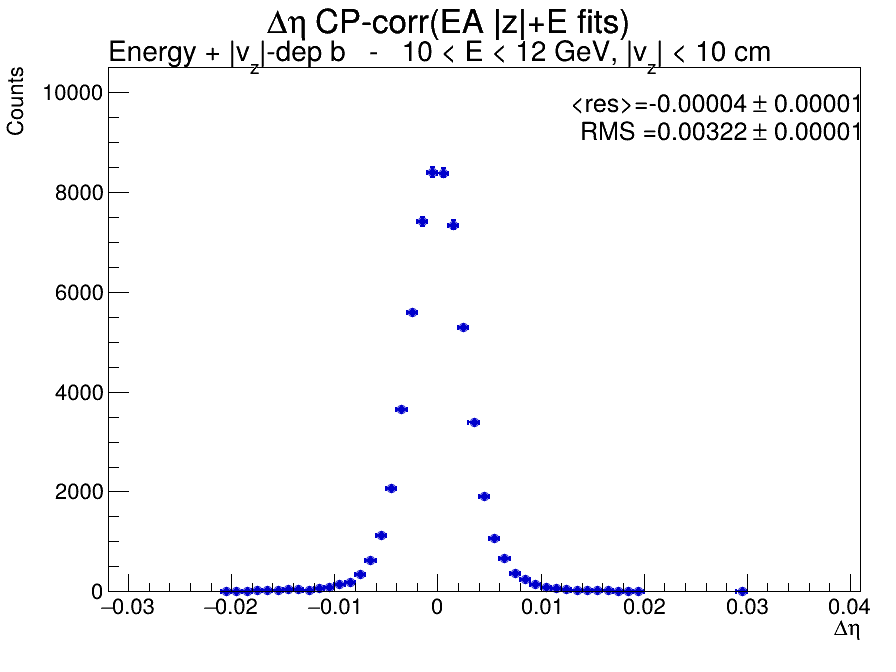 Δη CP-corr(EA |z|+E fits)
Energy + |v_z|-dep b - 10 < E < 12 GeV, |v_z| < 10 cm
<res>=-0.00004 ± 0.00001
RMS =0.00322 ± 0.00001
Counts
10000
8000
6000
4000
2000
0
−0.03 −0.02 −0.01 0 0.01 0.02 0.03 0.04
Δη